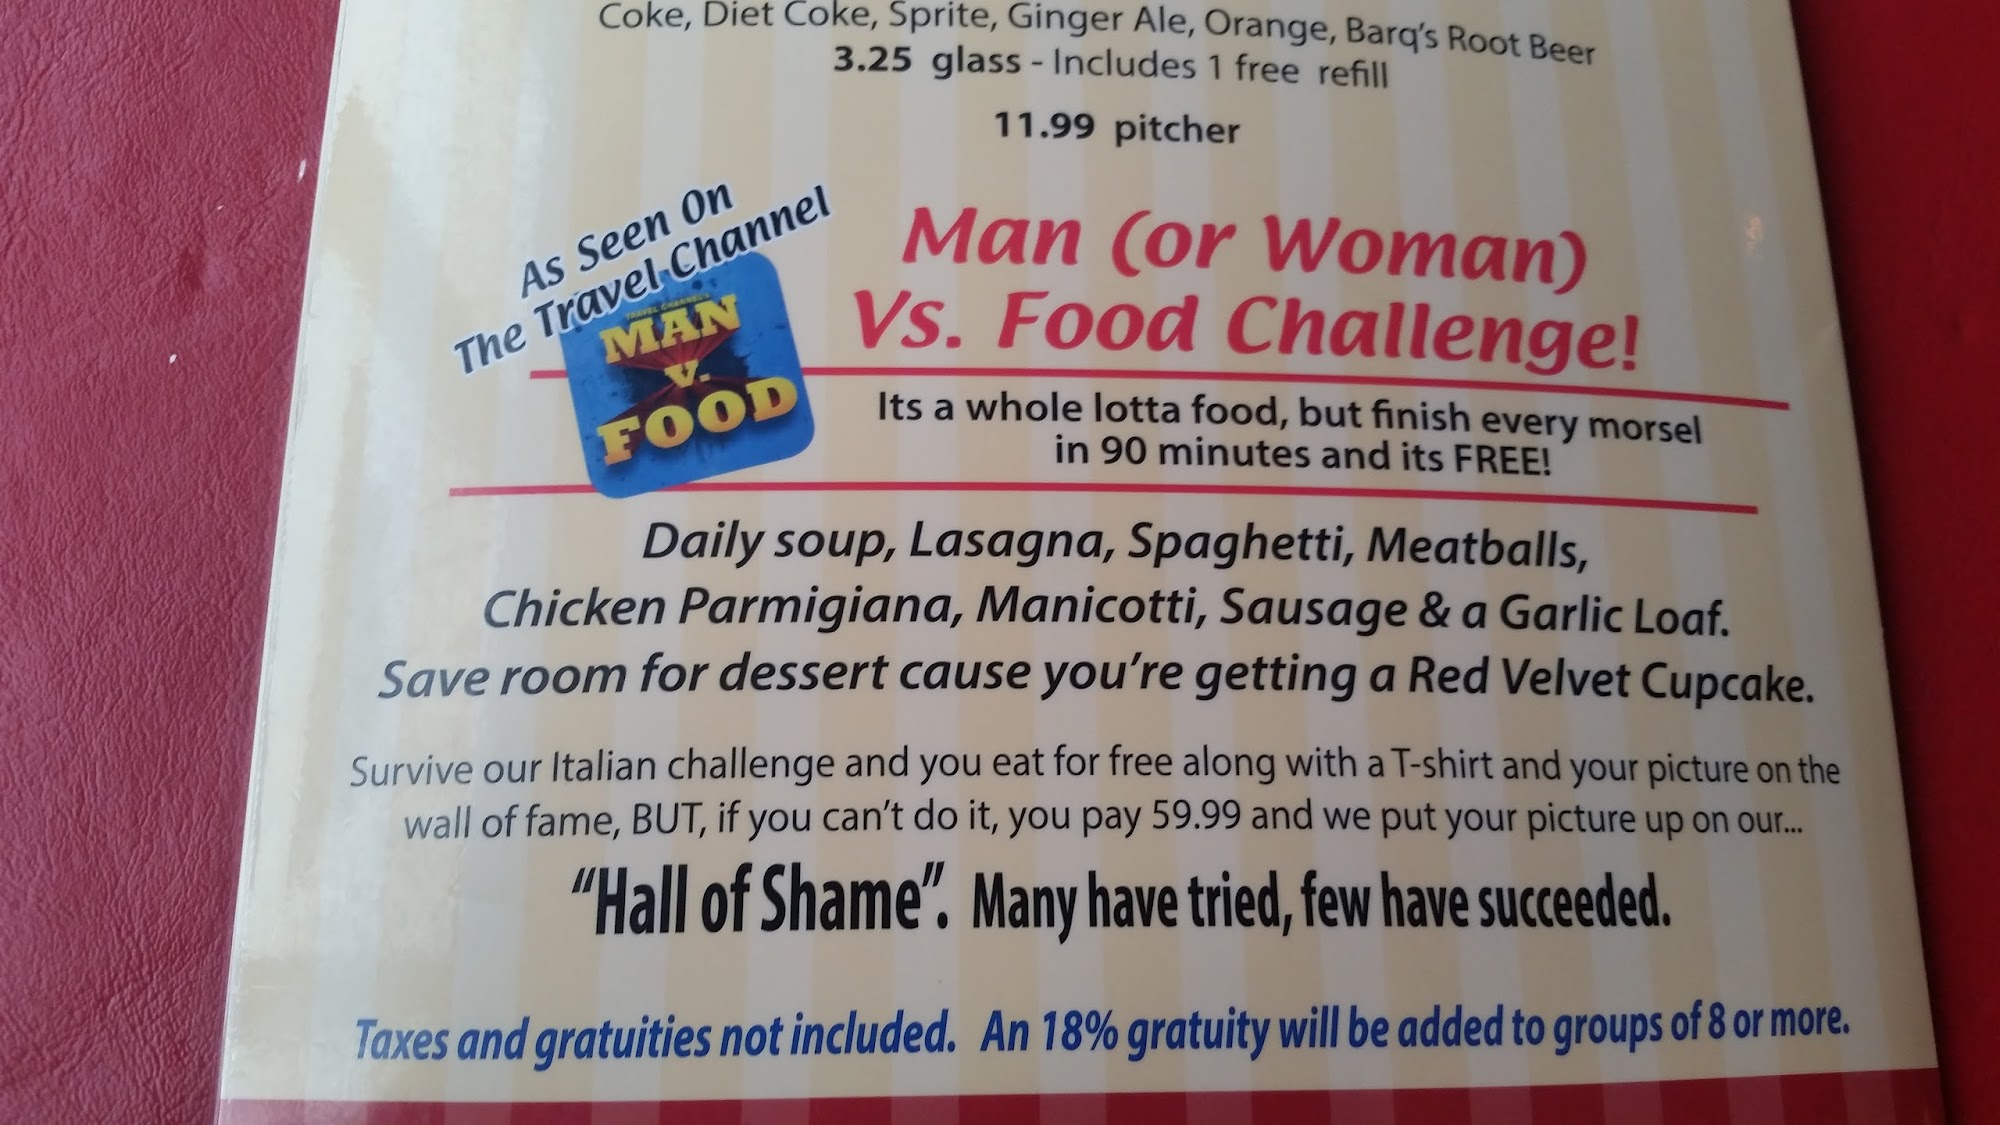 Coke, Diet Coke, Sprite, Ginger Ale, Orange, Barq's Root Beer
3.25 glass - Includes 1 free refill
11.99 pitcher
As Seen On
The Travel Channel
TRAVEL CHANNEL'S
MAN
V.
FOOD
Man (or Woman)
Vs. Food Challenge!
Its a whole lotta food, but finish every morsel
in 90 minutes and its FREE!
Daily soup, Lasagna, Spaghetti, Meatballs,
Chicken Parmigiana, Manicotti, Sausage & a Garlic Loaf.
Save room for dessert cause you're getting a Red Velvet Cupcake.
Survive our Italian challenge and you eat for free along with a T-shirt and your picture on the
wall of fame, BUT, if you can't do it, you pay 59.99 and we put your picture up on our...
"Hall of Shame". Many have tried, few have succeeded.
Taxes and gratuities not included. An 18% gratuity will be added to groups of 8 or more.